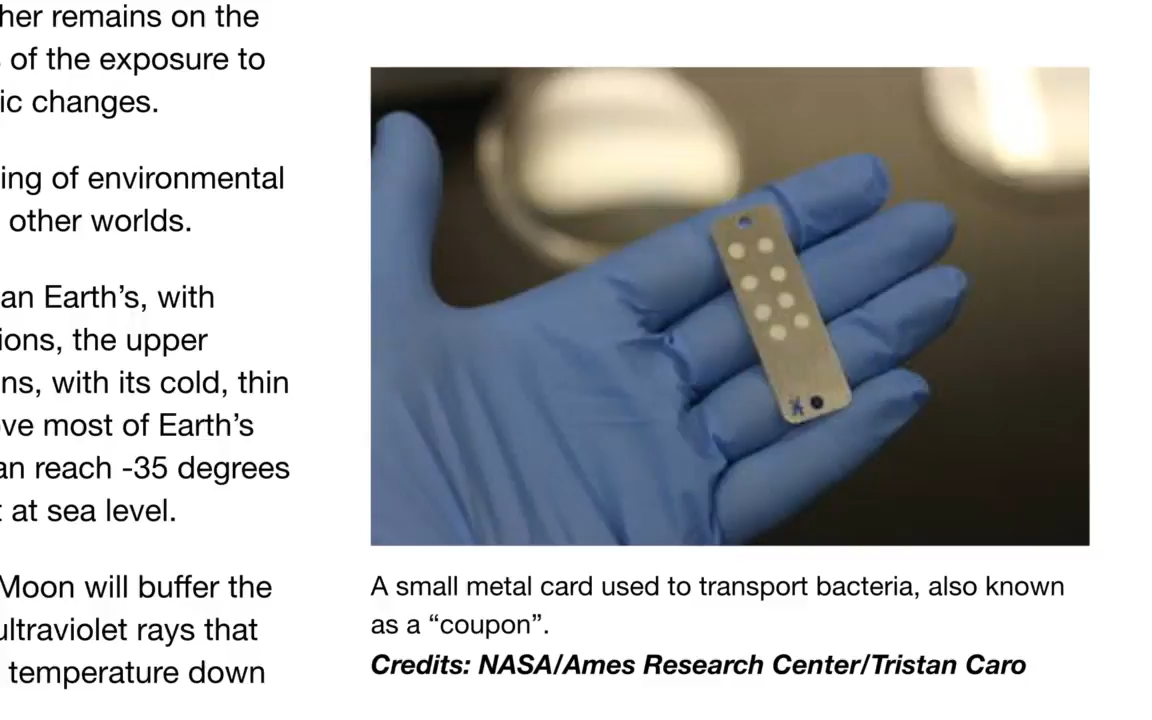 her remains on the
of the exposure to
ic changes.
ing of environmental
other worlds.
an Earth’s, with
ions, the upper
ns, with its cold, thin
ve most of Earth’s
an reach -35 degrees
at sea level.
Moon will buffer the
ultraviolet rays that
temperature down
A small metal card used to transport bacteria, also known
as a “coupon”.
Credits: NASA/Ames Research Center/Tristan Caro